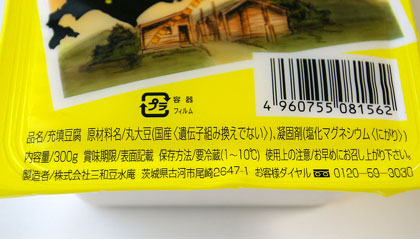 プラ
容器
フィルム
4 960755 081562
品名/充填豆腐 原材料名/丸大豆(国産〈遺伝子組み換えでない〉)、凝固剤(塩化マグネシウム〈にがり〉)
内容量/300g 賞味期限/表面記載 保存方法/要冷蔵(1~10℃) 使用上の注意/お早めにお召し上がり下さい。
製造者/株式会社三和豆水庵 茨城県古河市尾崎2647-1 お客様ダイヤル 0120-59-3030